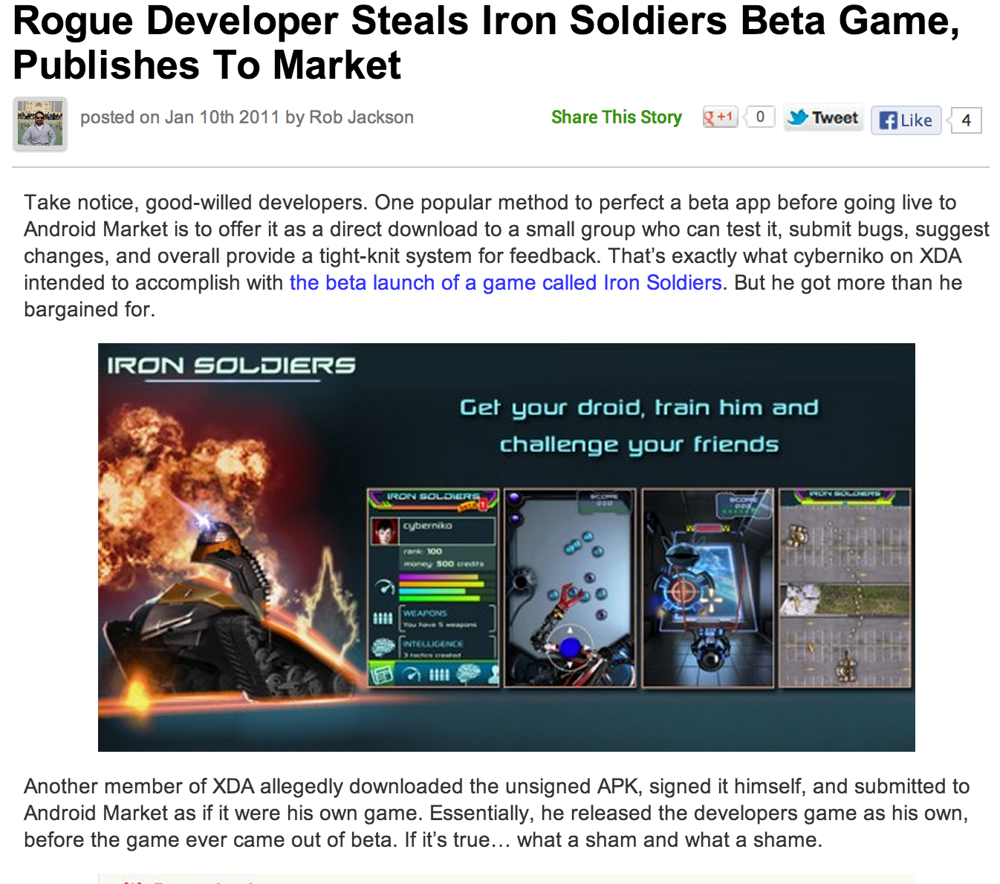 Rogue Developer Steals Iron Soldiers Beta Game,
Publishes To Market
posted on Jan 10th 2011 by Rob Jackson
Share This Story
+1
0
Tweet
Like
4
Take notice, good-willed developers. One popular method to perfect a beta app before going live to
Android Market is to offer it as a direct download to a small group who can test it, submit bugs, suggest
changes, and overall provide a tight-knit system for feedback. That’s exactly what cyberniko on XDA
intended to accomplish with the beta launch of a game called Iron Soldiers. But he got more than he
bargained for.
IRON SOLDIERS
Get your droid, train him and
challenge your friends
IRON SOLDIERS
beta 1
cyberniko
rank: 100
money: 500 credits
WEAPONS
You have 5 weapons
INTELLIGENCE
3 tactics created
SCORE
000
SCORE
000
IRON SOLDIERS
Another member of XDA allegedly downloaded the unsigned APK, signed it himself, and submitted to
Android Market as if it were his own game. Essentially, he released the developers game as his own,
before the game ever came out of beta. If it’s true… what a sham and what a shame.